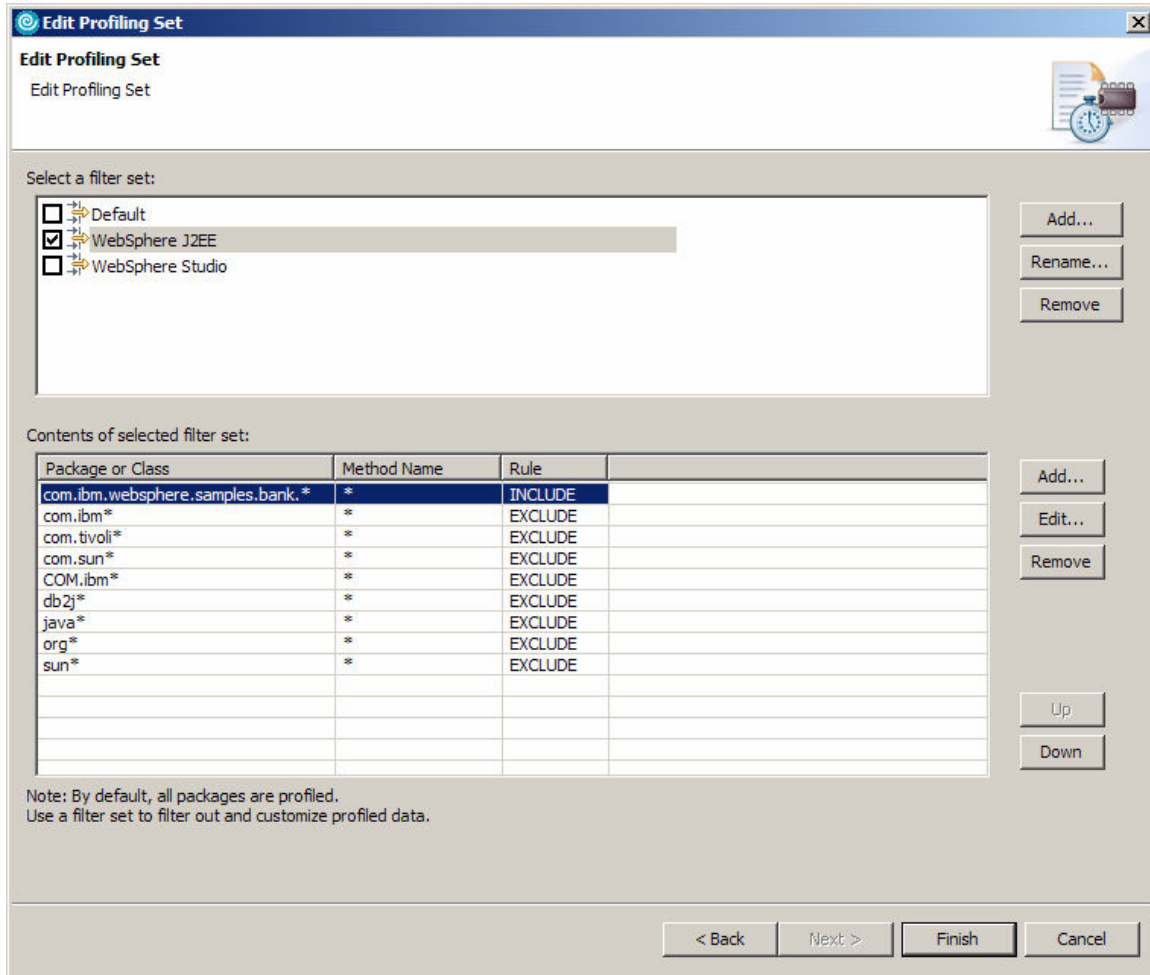 Edit Profiling Set
Edit Profiling Set
Edit Profiling Set
Select a filter set:
Default
WebSphere J2EE
WebSphere Studio
Add...
Rename...
Remove
Contents of selected filter set:
Package or Class Method Name Rule
com.ibm.websphere.samples.bank.* * INCLUDE
com.ibm* * EXCLUDE
com.tivoli* * EXCLUDE
com.sun* * EXCLUDE
COM.ibm* * EXCLUDE
db2j* * EXCLUDE
java* * EXCLUDE
org* * EXCLUDE
sun* * EXCLUDE
Add...
Edit...
Remove
Up
Down
Note: By default, all packages are profiled.
Use a filter set to filter out and customize profiled data.
< Back Next > Finish Cancel